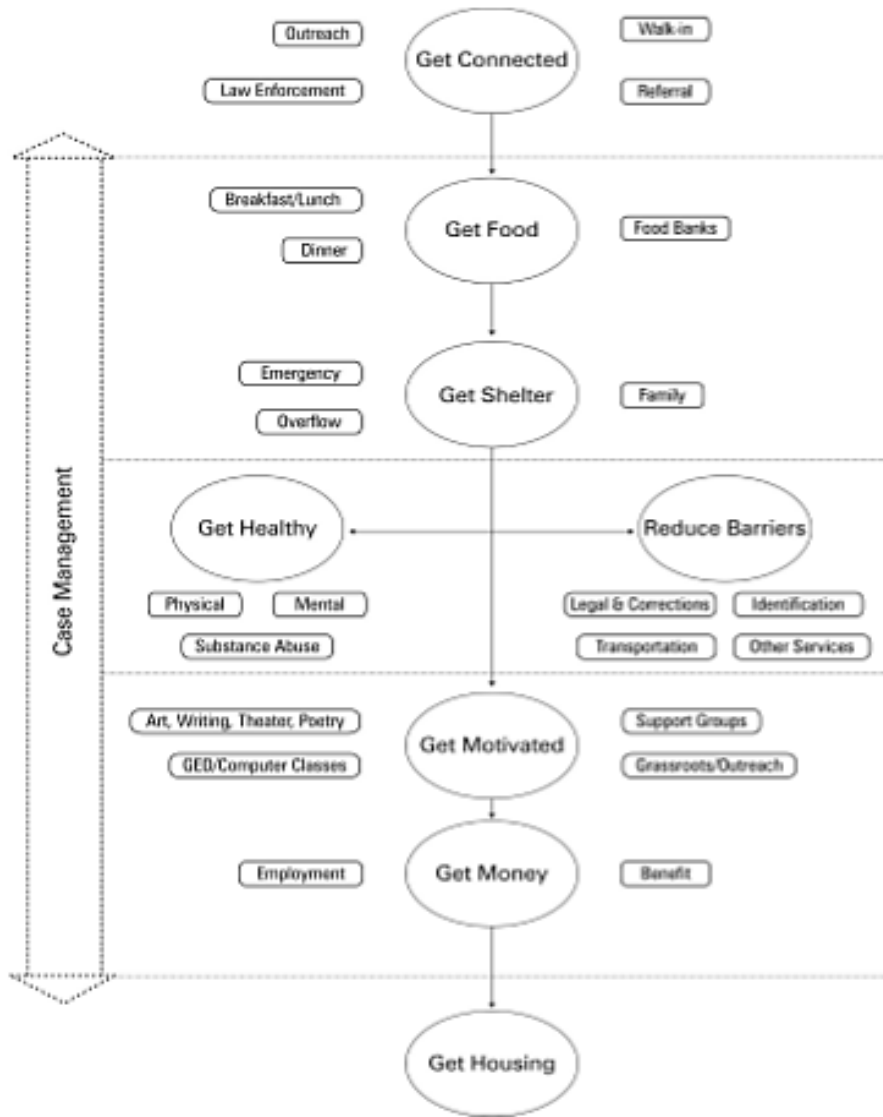 Outreach
Get Connected
Walk-in
Law Enforcement
Referral
Breakfast/Lunch
Get Food
Food Banks
Dinner
Emergency
Get Shelter
Family
Overflow
Case Management
Get Healthy
Reduce Barriers
Physical
Mental
Legal & Corrections
Identification
Substance Abuse
Transportation
Other Services
Art, Writing, Theater, Poetry
Get Motivated
Support Groups
GED/Computer Classes
Grassroots/Outreach
Employment
Get Money
Benefit
Get Housing